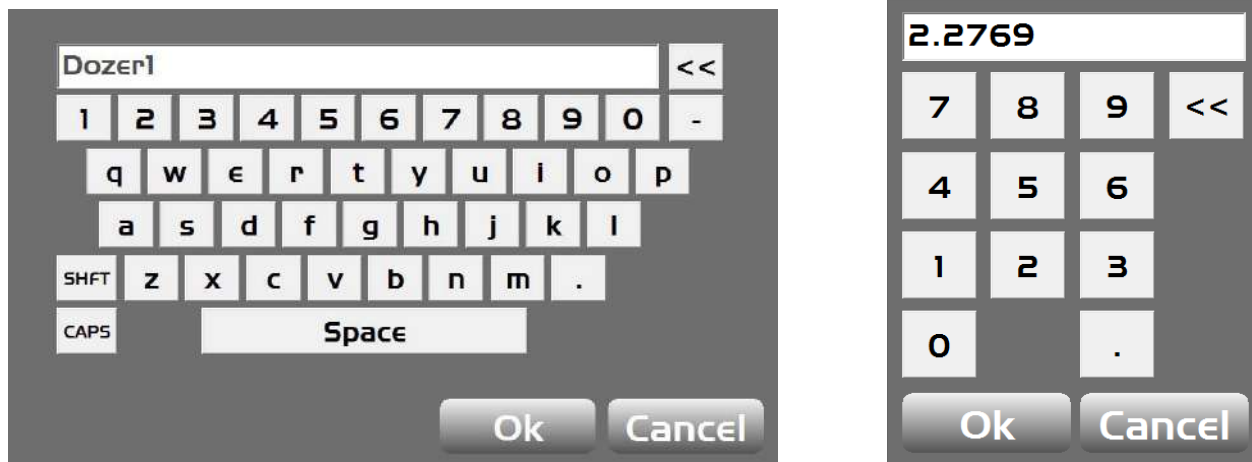 Dozer1 <<
1 2 3 4 5 6 7 8 9 0 -
q w e r t y u i o p
a s d f g h j k l
SHFT z x c v b n m .
CAPS Space
Ok Cancel
2.2769
7 8 9 <<
4 5 6
1 2 3
0 .
Ok Cancel